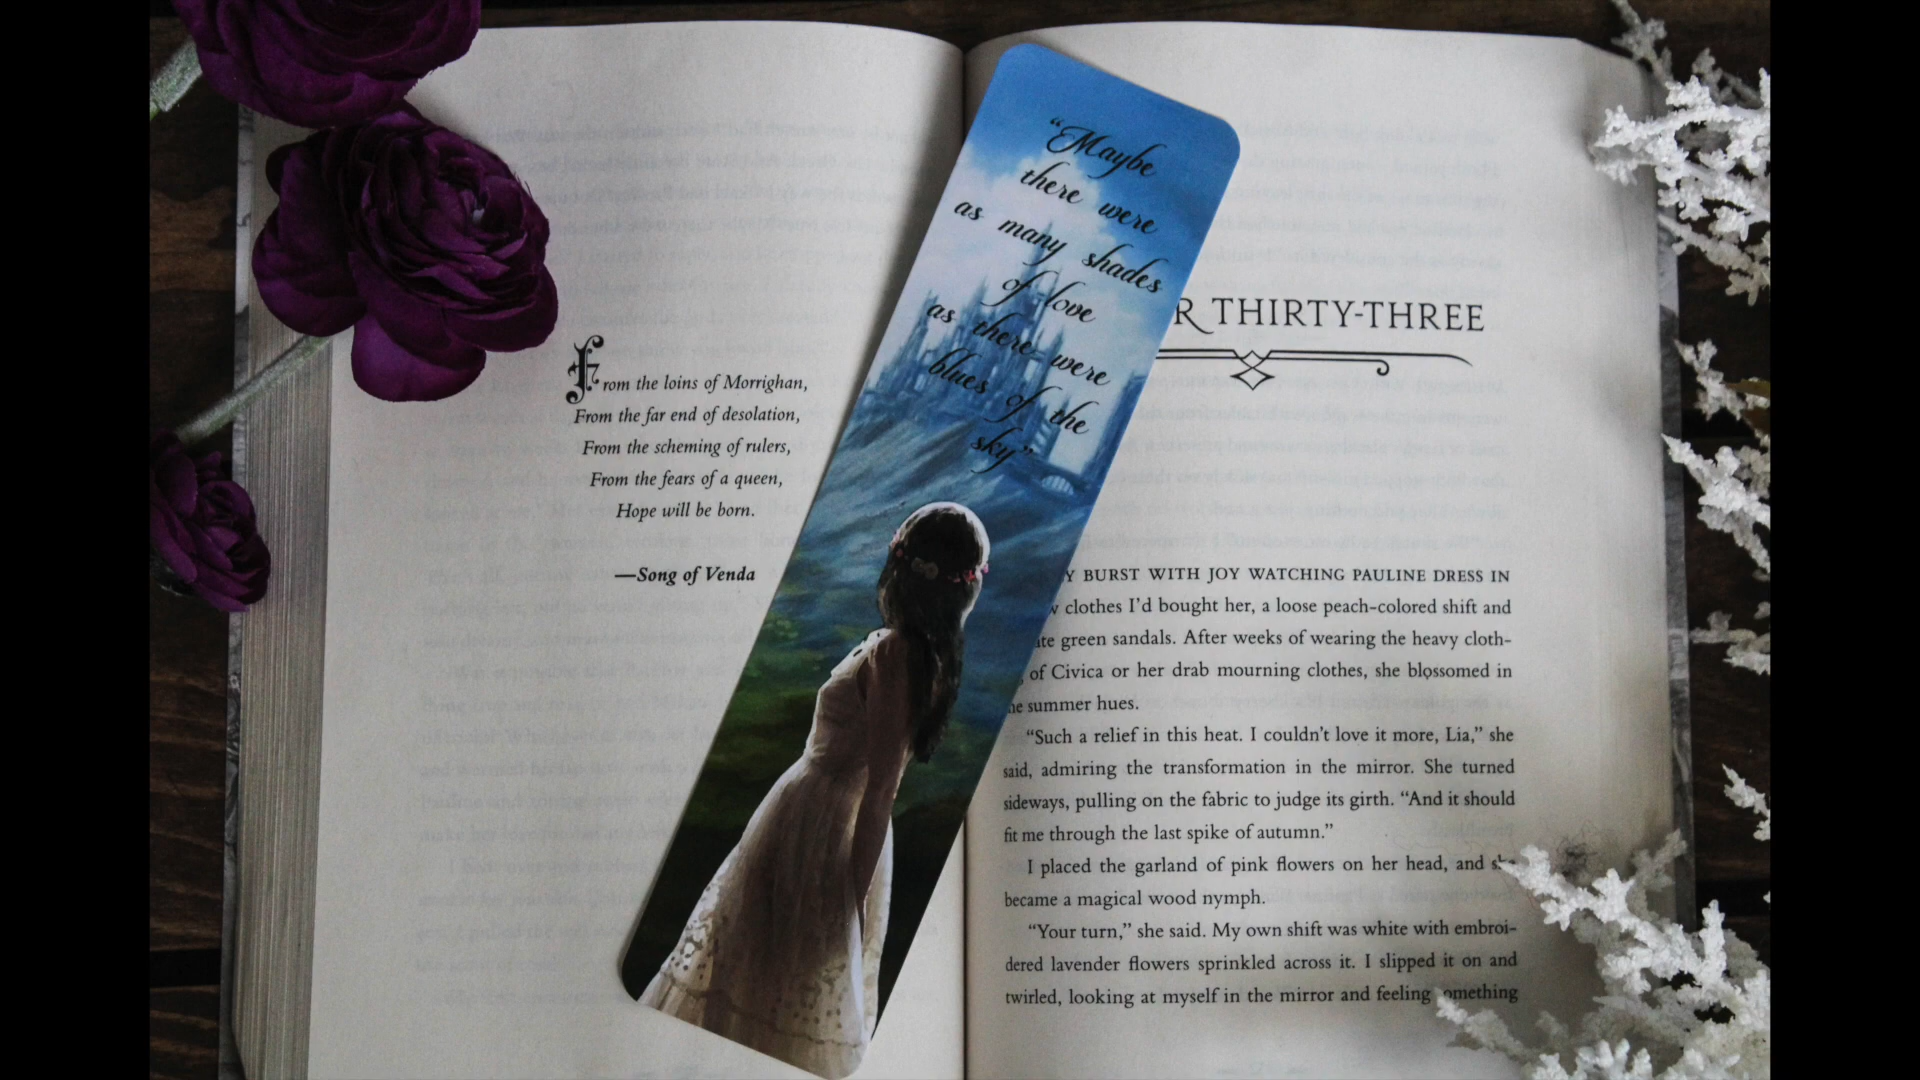 From the loins of Morrighan,
From the far end of desolation,
From the scheming of rulers,
From the fears of a queen,
Hope will be born.
—Song of Venda
“Maybe
there were
as many shades
of love
as there were
blues of the
sky”
R THIRTY-THREE
Y BURST WITH JOY WATCHING PAULINE DRESS IN
clothes I’d bought her, a loose peach-colored shift and
green sandals. After weeks of wearing the heavy cloth-
of Civica or her drab mourning clothes, she blossomed in
summer hues.
“Such a relief in this heat. I couldn’t love it more, Lia,” she
said, admiring the transformation in the mirror. She turned
sideways, pulling on the fabric to judge its girth. “And it should
fit me through the last spike of autumn.”
I placed the garland of pink flowers on her head, and she
became a magical wood nymph.
“Your turn,” she said. My own shift was white with embroi-
dered lavender flowers sprinkled across it. I slipped it on and
twirled, looking at myself in the mirror and feeling omething